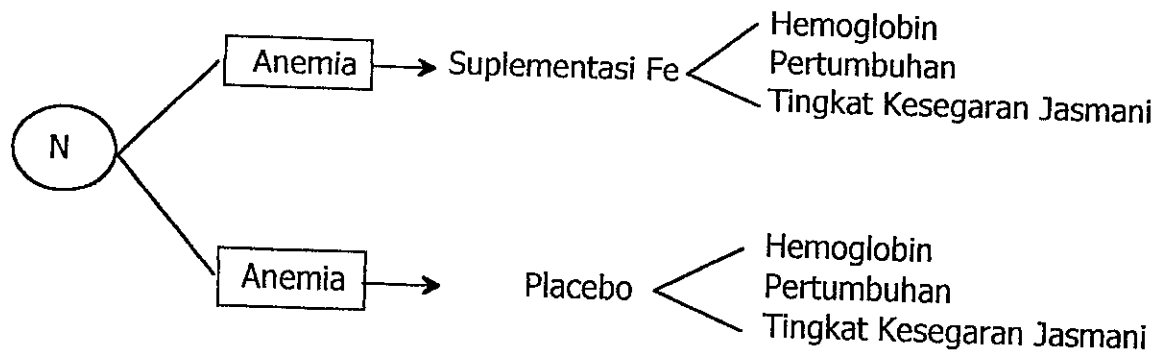 Hemoglobin
Anemia
Suplementasi Fe
Pertumbuhan
Tingkat Kesegaran Jasmani
N
Anemia
Placebo
Hemoglobin
Pertumbuhan
Tingkat Kesegaran Jasmani